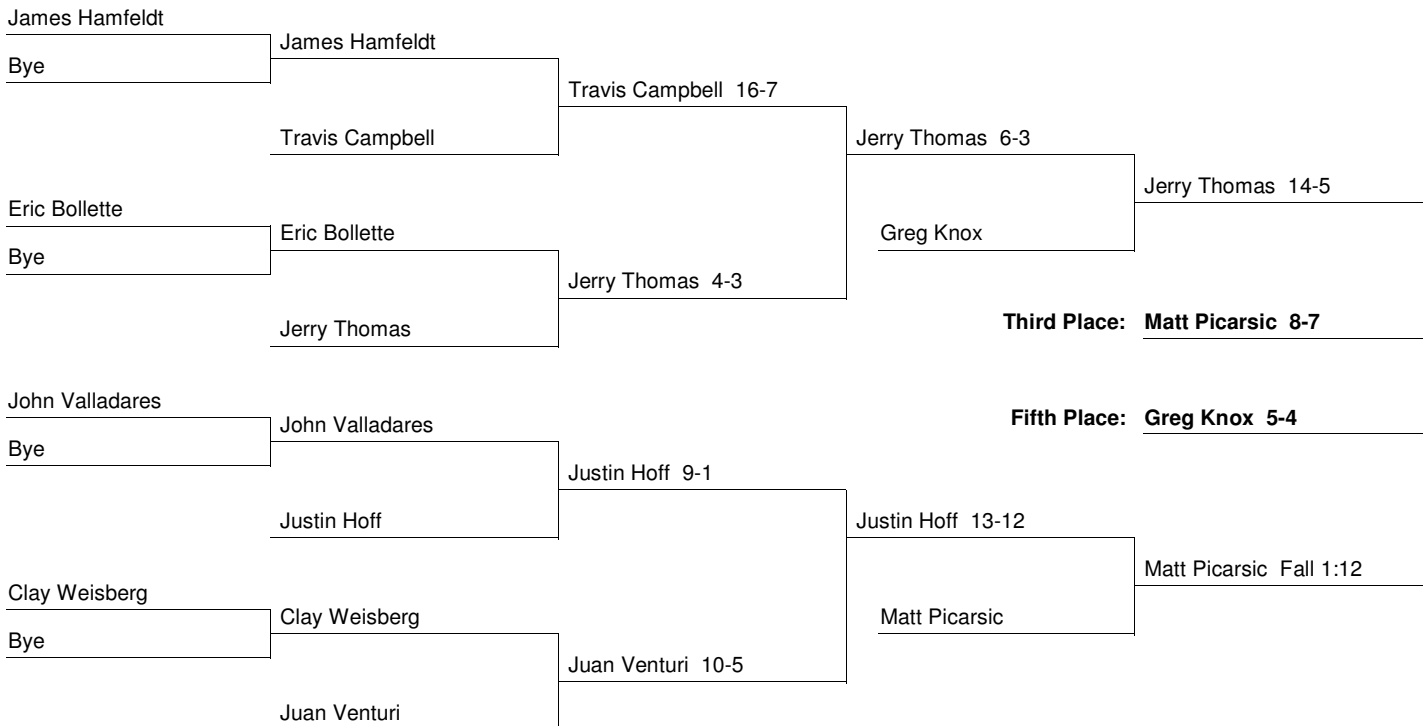 James Hamfeldt
James Hamfeldt
Bye
Travis Campbell 16-7
Travis Campbell
Jerry Thomas 6-3
Jerry Thomas 14-5
Eric Bollette
Eric Bollette
Greg Knox
Bye
Jerry Thomas 4-3
Jerry Thomas
Third Place: Matt Picarsic 8-7
John Valladares
John Valladares
Fifth Place: Greg Knox 5-4
Bye
Justin Hoff 9-1
Justin Hoff
Justin Hoff 13-12
Matt Picarsic Fall 1:12
Clay Weisberg
Clay Weisberg
Matt Picarsic
Bye
Juan Venturi 10-5
Juan Venturi